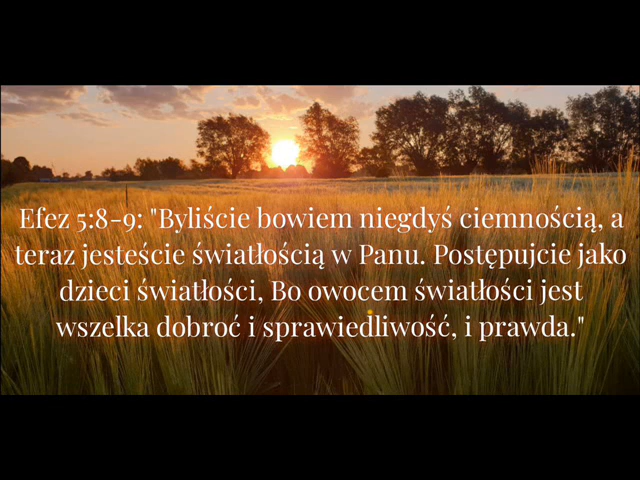 Efez 5:8-9: "Byliście bowiem niegdyś ciemnością, a
teraz jesteście światłością w Panu. Postępujcie jako
dzieci światłości, Bo owocem światłości jest
wszelka dobroć i sprawiedliwość, i prawda."